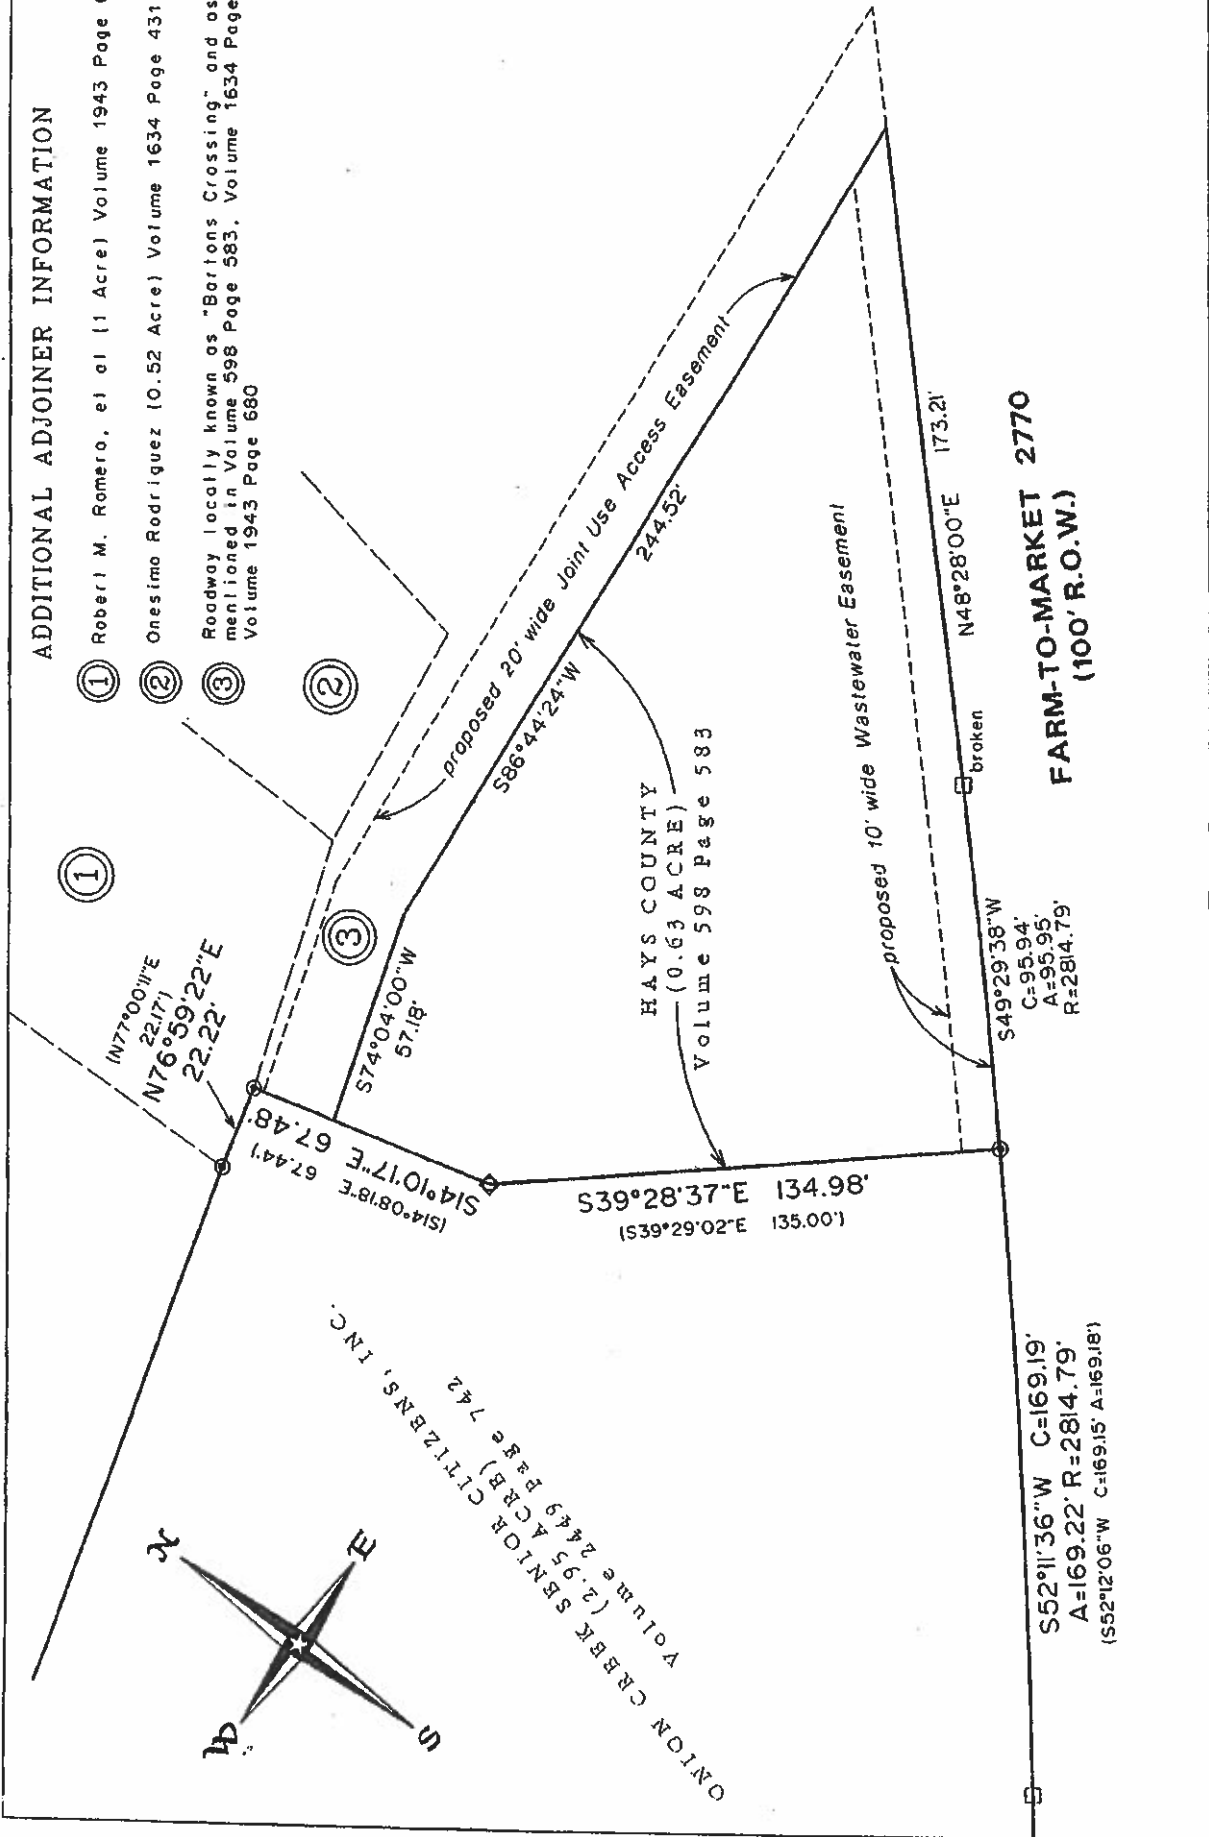 ADDITIONAL ADJOINER INFORMATION
1 Robert M. Romero, et al (1 Acre) Volume 1943 Page
2 Onesimo Rodriguez (0.52 Acre) Volume 1634 Page 431
3 Roadway locally known as "Bartons Crossing" and as
mentioned in Volume 598 Page 583, Volume 1634 Page
Volume 1943 Page 680
1
2
3
(N77°00'11"E
22.17')
N76°59'22"E
22.22'
S14°10'17"E 67.48'
(S14°08'18"E 67.44')
S74°04'00"W
57.18'
proposed 20' wide Joint Use Access Easement
S86°44'24"W
244.52'
HAYS COUNTY
(0.63 ACRE)
Volume 598 Page 583
proposed 10' wide Wastewater Easement
S39°28'37"E 134.98'
(S39°29'02"E 135.00')
N48°28'00"E 173.21'
broken
FARM-TO-MARKET 2770
(100' R.O.W.)
S49°29'38"W
C=95.94'
A=95.95'
R=2814.79'
ONION CREEK SENIOR CITIZENS, INC.
(2.95 ACRE)
Volume 2449 Page 742
S52°11'36"W C=169.19'
A=169.22' R=2814.79'
(S52°12'06"W C=169.15' A=169.18')
N
E
S
W